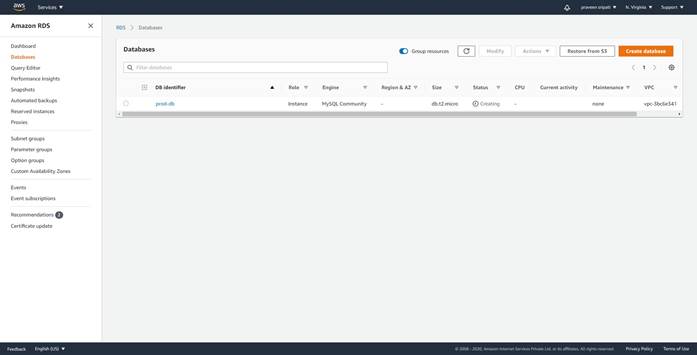 aws
Services
praveen sripati
N. Virginia
Support
Amazon RDS
Dashboard
Databases
Query Editor
Performance Insights
Snapshots
Automated backups
Reserved instances
Proxies
Subnet groups
Parameter groups
Option groups
Custom Availability Zones
Events
Event subscriptions
Recommendations 2
Certificate update
RDS > Databases
Databases
Group resources
Modify
Actions
Restore from S3
Create database
Filter databases
1
DB identifier Role Engine Region & AZ Size Status CPU Current activity Maintenance VPC
prod-db Instance MySQL Community - db.t2.micro Creating - none vpc-3bc6e341
Feedback
English (US)
© 2008 - 2020, Amazon Internet Services Private Ltd. or its affiliates. All rights reserved.
Privacy Policy
Terms of Use